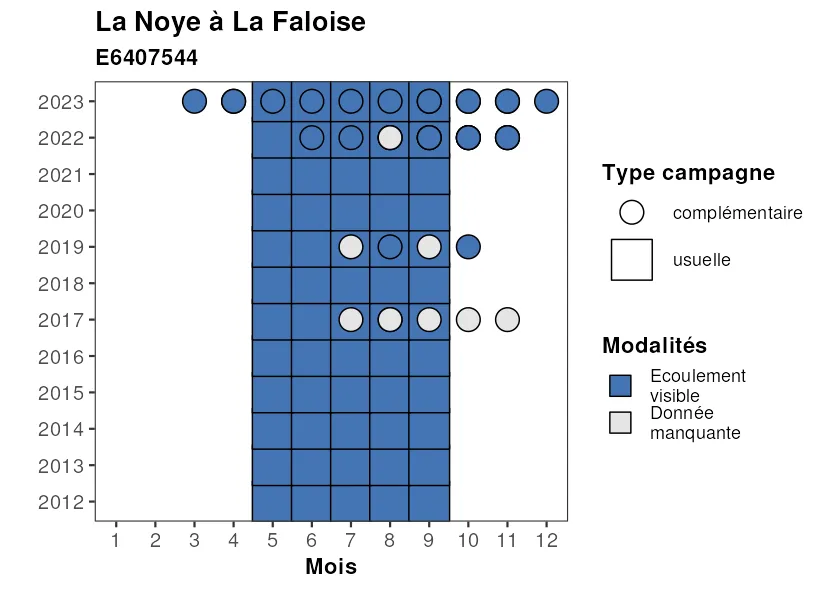 La Noye à La Faloise
E6407544
2023
2022
2021
2020
2019
2018
2017
2016
2015
2014
2013
2012
1 2 3 4 5 6 7 8 9 10 11 12
Mois
Type campagne
complémentaire
usuelle
Modalités
Ecoulement
visible
Donnée
manquante